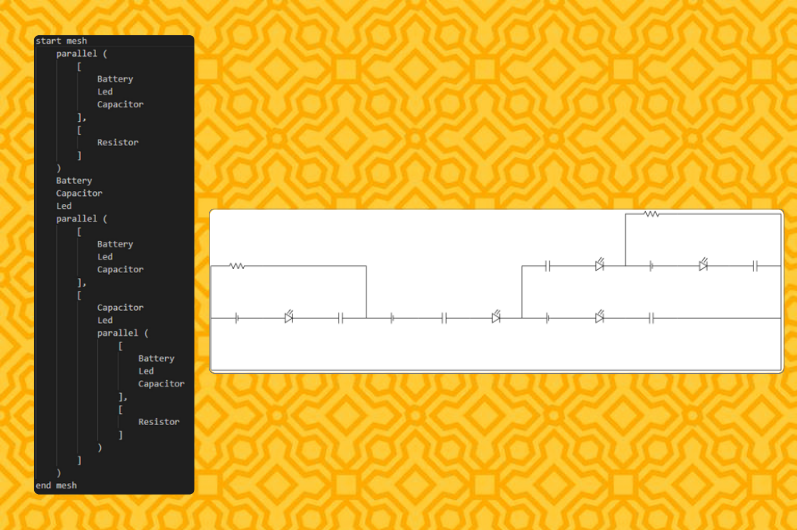 start mesh
parallel (
[
Battery
Led
Capacitor
],
[
Resistor
]
)
Battery
Capacitor
Led
parallel (
[
Battery
Led
Capacitor
],
[
Capacitor
Led
parallel (
[
Battery
Led
Capacitor
],
[
Resistor
]
)
]
)
end mesh